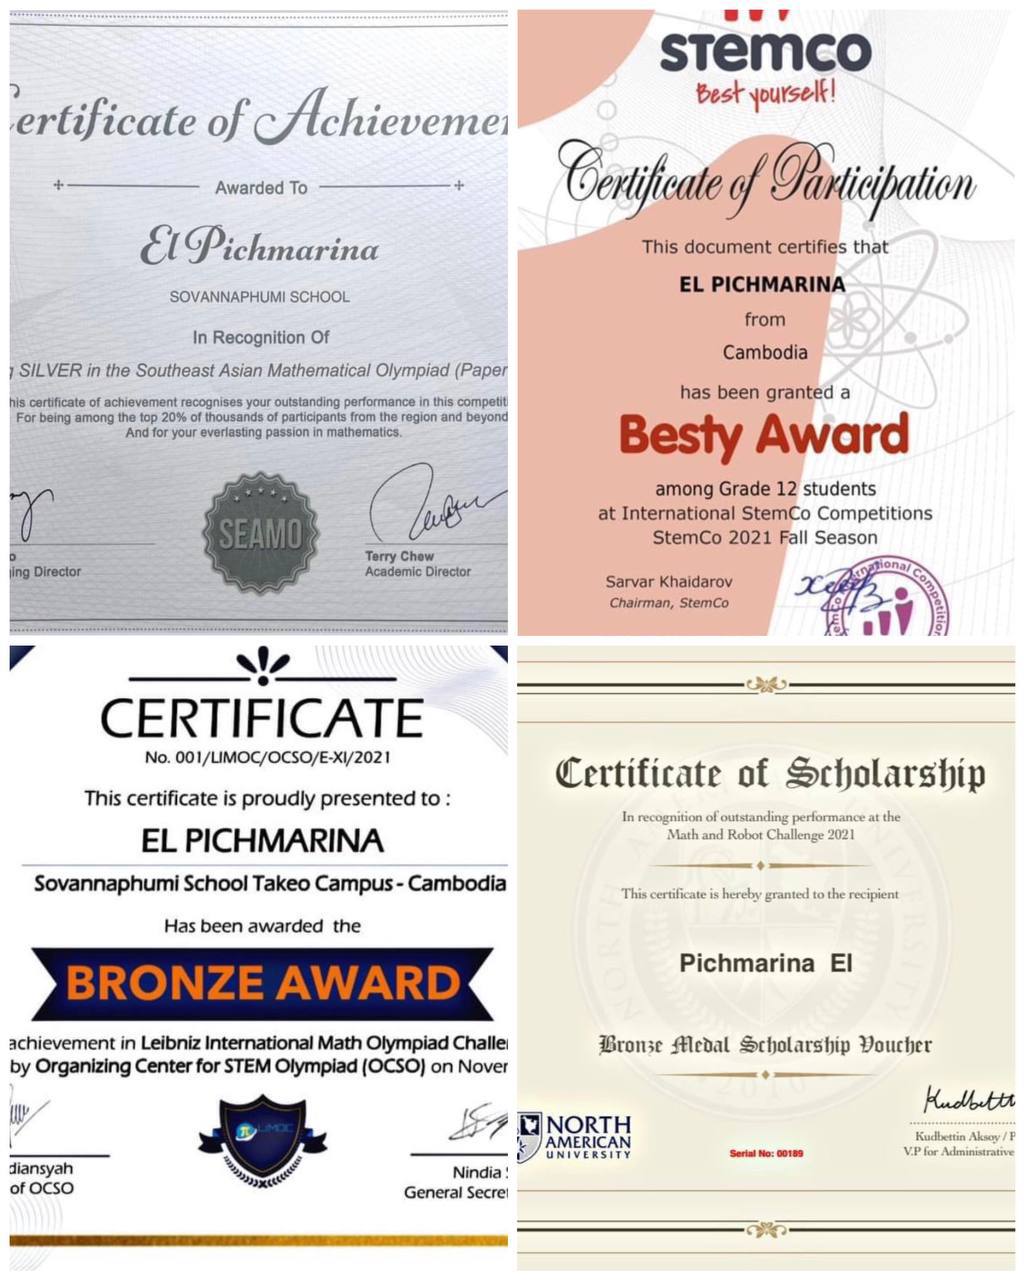 ertificate of Achieveme
Awarded To
El Pichmarina
SOVANNAPHUMI SCHOOL
In Recognition Of
SILVER in the Southeast Asian Mathematical Olympiad (Paper
his certificate of achievement recognises your outstanding performance in this competit
For being among the top 20% of thousands of participants from the region and beyond
And for your everlasting passion in mathematics.
SEAMO
ing Director
Terry Chew
Academic Director
stemco
Best yourself!
Certificate of Participation
This document certifies that
EL PICHMARINA
from
Cambodia
has been granted a
Besty Award
among Grade 12 students
at International StemCo Competitions
StemCo 2021 Fall Season
Sarvar Khaidarov
Chairman, StemCo
emCo International Competition
CERTIFICATE
No. 001/LIMOC/OCSO/E-XI/2021
This certificate is proudly presented to :
EL PICHMARINA
Sovannaphumi School Takeo Campus - Cambodia
Has been awarded the
BRONZE AWARD
achievement in Leibniz International Math Olympiad Challe
by Organizing Center for STEM Olympiad (OCSO) on Nover
LIMOC
diansyah
of OCSO
Nindia
General Secre
Certificate of Scholarship
In recognition of outstanding performance at the
Math and Robot Challenge 2021
This certificate is hereby granted to the recipient
Pichmarina El
Bronze Medal Scholarship Voucher
NORTH
AMERICAN
UNIVERSITY
Serial No: 00189
Kudbettin Aksoy / P
V.P for Administrative